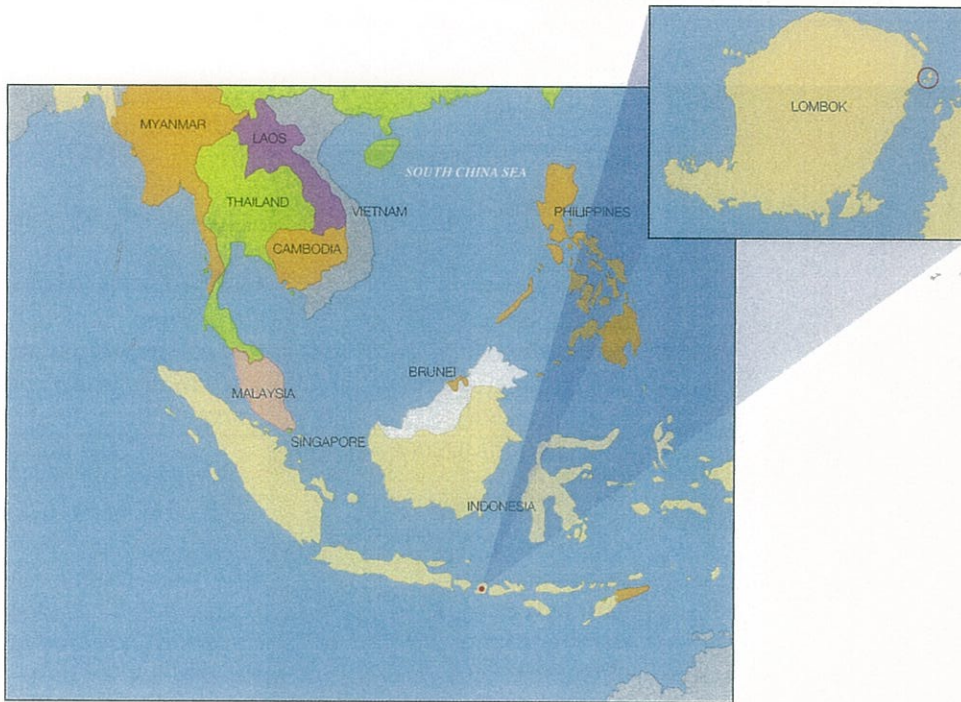 LOMBOK
MYANMAR
LAOS
SOUTH CHINA SEA
THAILAND
VIETNAM
PHILIPPINES
CAMBODIA
BRUNEI
MALAYSIA
SINGAPORE
INDONESIA